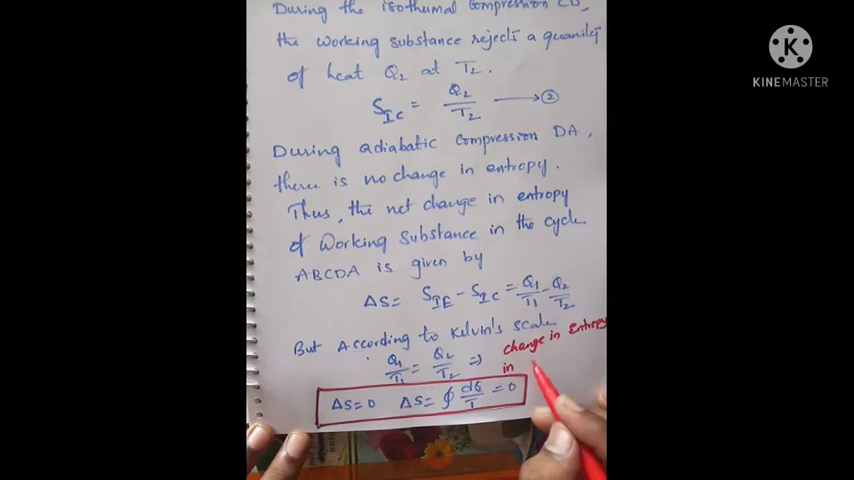 During the isothermal Compression CD,
the working substance rejects a quantity
of heat Q₂ at T₂.
S_IC = Q₂/T₂ ⟶ ②
During adiabatic Compression DA,
there is no change in entropy.
Thus, the net change in entropy
of Working Substance in the cycle
ABCDA is given by
ΔS = S_IE - S_IC = Q₁/T₁ - Q₂/T₂
But According to Kelvin's scale
Q₁/T₁ = Q₂/T₂ ⇒ change in Entropy
in
ΔS=0 ΔS= ∮ dQ/T = 0
K
KINEMASTER